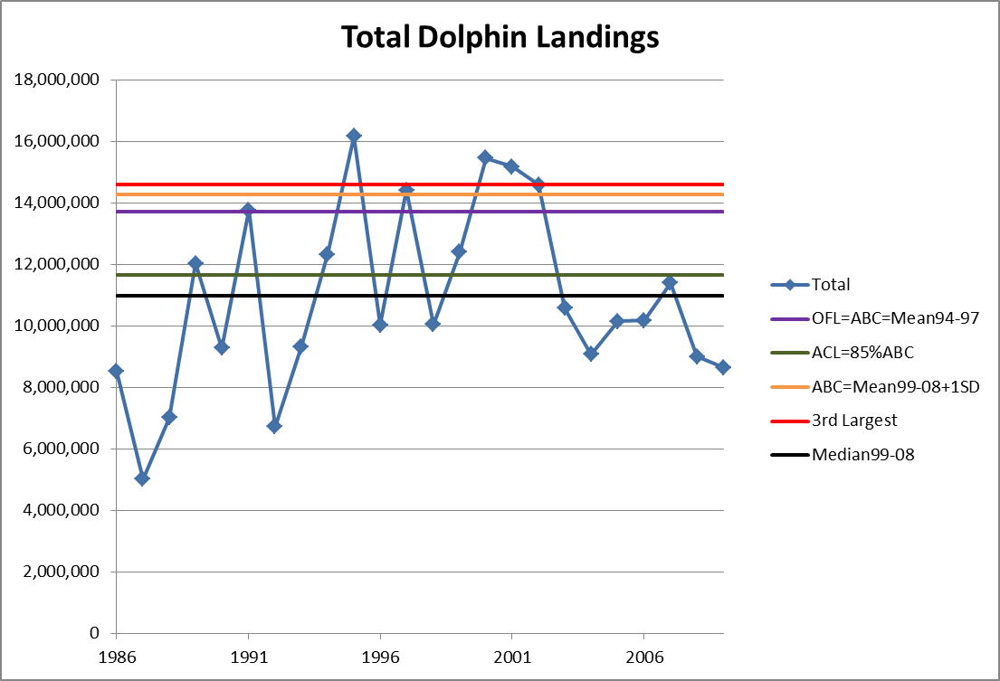 Total Dolphin Landings
18,000,000
16,000,000
14,000,000
12,000,000
10,000,000
8,000,000
6,000,000
4,000,000
2,000,000
0
1986 1991 1996 2001 2006
Total
OFL=ABC=Mean94-97
ACL=85%ABC
ABC=Mean99-08+1SD
3rd Largest
Median99-08